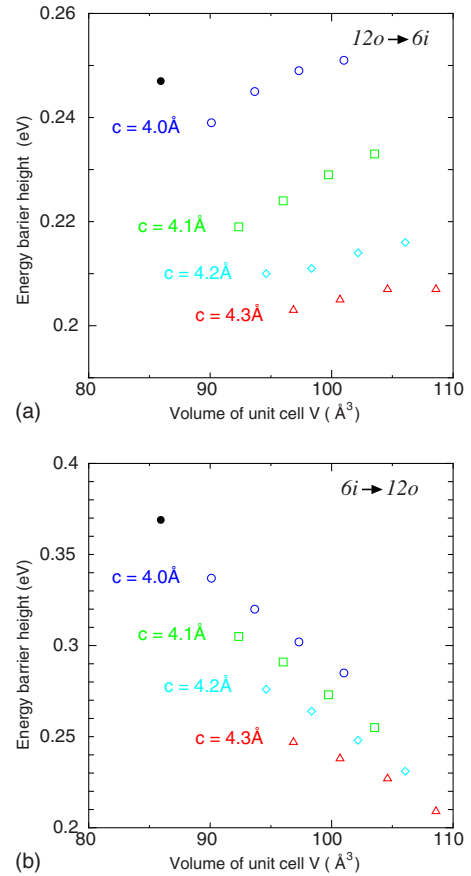 0.26
12o→6i
0.24
c = 4.0Å
Energy barier height (eV)
0.22
c = 4.1Å
c = 4.2Å
c = 4.3Å
0.2
80
90
100
110
(a)
Volume of unit cell V ( Å³)
0.4
6i→12o
0.35
c = 4.0Å
Energy barrier height (eV)
0.3
c = 4.1Å
c = 4.2Å
0.25
c = 4.3Å
0.2
80
90
100
110
(b)
Volume of unit cell V ( Å³)